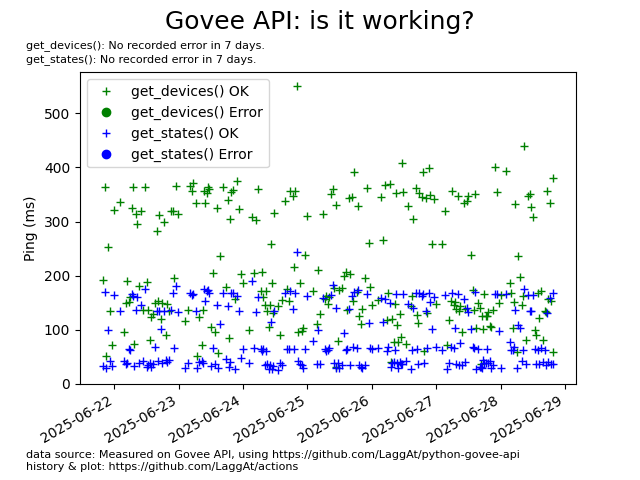 Govee API: is it working?
get_devices(): No recorded error in 7 days.
get_states(): No recorded error in 7 days.
get_devices() OK
get_devices() Error
get_states() OK
get_states() Error
Ping (ms)
500
400
300
200
100
0
2025-06-22
2025-06-23
2025-06-24
2025-06-25
2025-06-26
2025-06-27
2025-06-28
2025-06-29
data source: Measured on Govee API, using https://github.com/LaggAt/python-govee-api
history & plot: https://github.com/LaggAt/actions